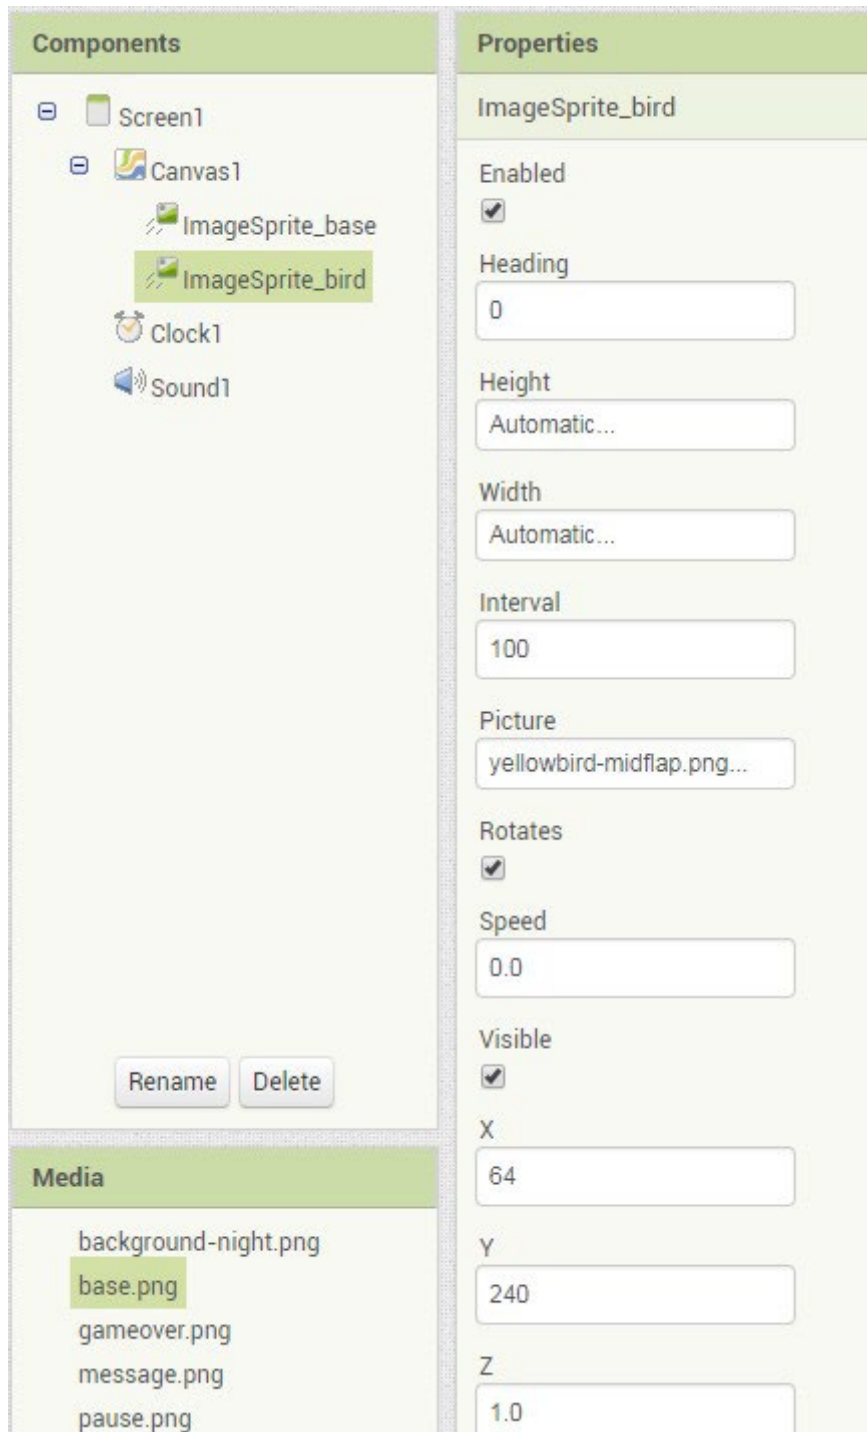 Components
Screen1
Canvas1
ImageSprite_base
ImageSprite_bird
Clock1
Sound1
Rename Delete
Media
background-night.png
base.png
gameover.png
message.png
pause.png
Properties
ImageSprite_bird
Enabled
Heading
0
Height
Automatic...
Width
Automatic...
Interval
100
Picture
yellowbird-midflap.png...
Rotates
Speed
0.0
Visible
X
64
Y
240
Z
1.0